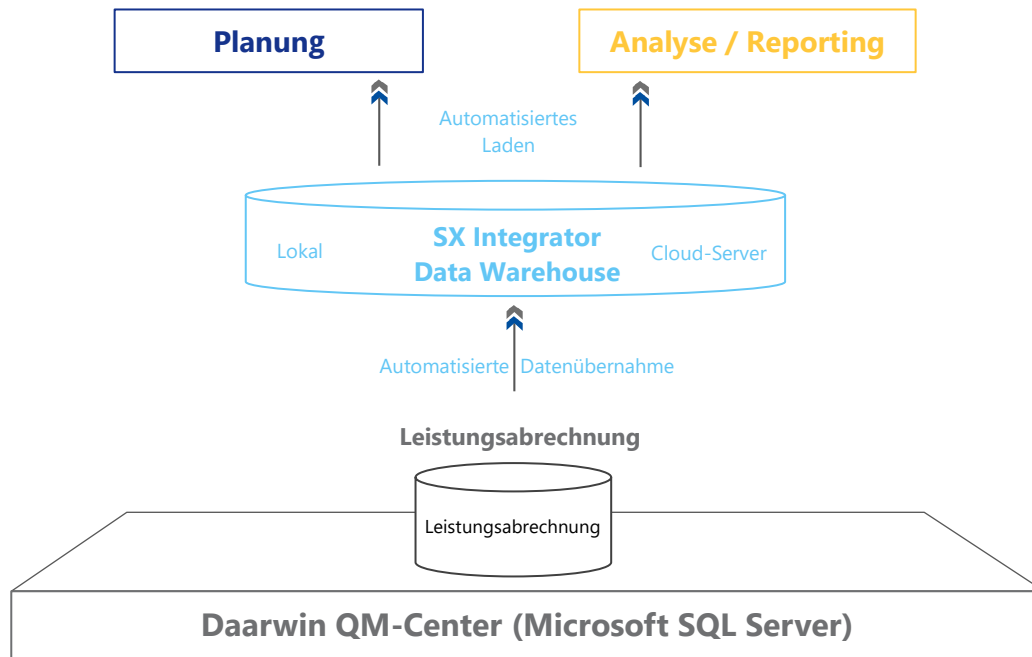 Planung
Analyse / Reporting
Automatisiertes
Laden
Lokal
SX Integrator
Data Warehouse
Cloud-Server
Automatisierte Datenübernahme
Leistungsabrechnung
Leistungsabrechnung
Daarwin QM-Center (Microsoft SQL Server)